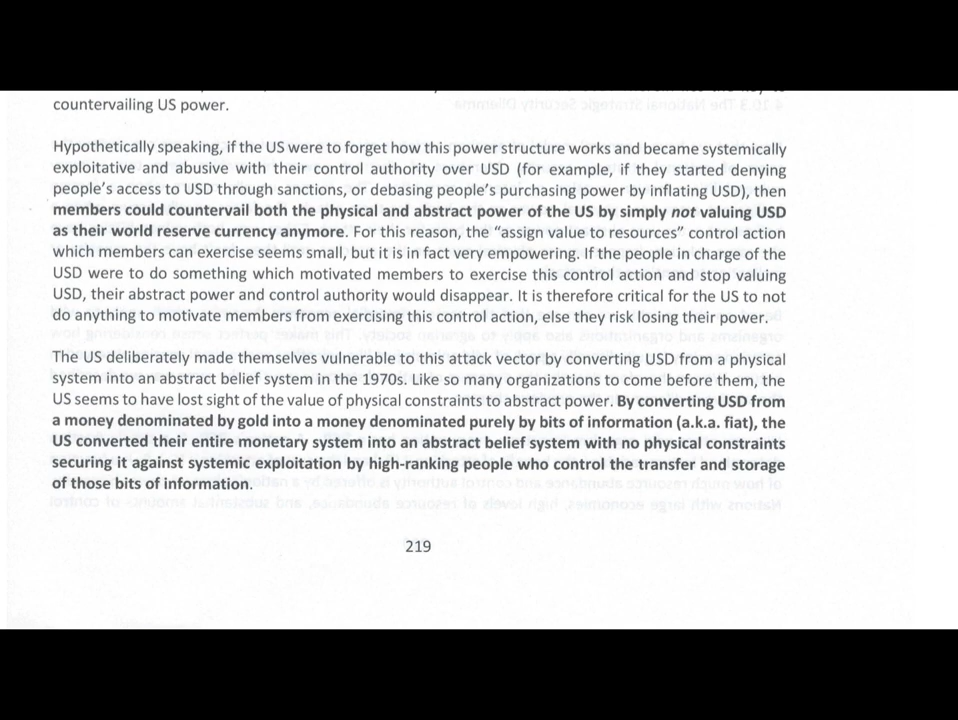 countervailing US power.
Hypothetically speaking, if the US were to forget how this power structure works and became systemically
exploitative and abusive with their control authority over USD (for example, if they started denying
people's access to USD through sanctions, or debasing people's purchasing power by inflating USD), then
members could countervail both the physical and abstract power of the US by simply not valuing USD
as their world reserve currency anymore. For this reason, the "assign value to resources" control action
which members can exercise seems small, but it is in fact very empowering. If the people in charge of the
USD were to do something which motivated members to exercise this control action and stop valuing
USD, their abstract power and control authority would disappear. It is therefore critical for the US to not
do anything to motivate members from exercising this control action, else they risk losing their power.
The US deliberately made themselves vulnerable to this attack vector by converting USD from a physical
system into an abstract belief system in the 1970s. Like so many organizations to come before them, the
US seems to have lost sight of the value of physical constraints to abstract power. By converting USD from
a money denominated by gold into a money denominated purely by bits of information (a.k.a. fiat), the
US converted their entire monetary system into an abstract belief system with no physical constraints
securing it against systemic exploitation by high-ranking people who control the transfer and storage
of those bits of information.
219